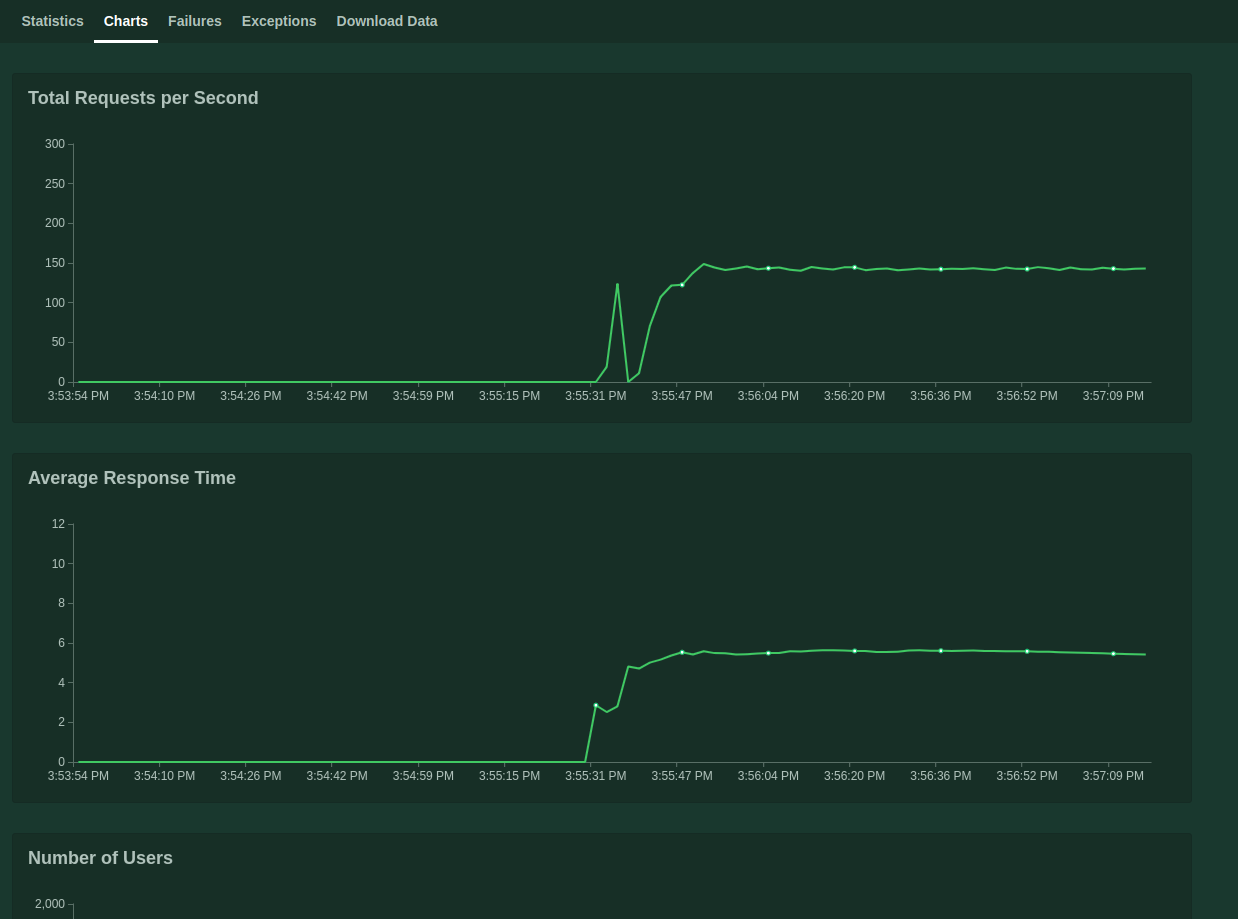 Statistics Charts Failures Exceptions Download Data
Total Requests per Second
300
250
200
150
100
50
0
3:53:54 PM 3:54:10 PM 3:54:26 PM 3:54:42 PM 3:54:59 PM 3:55:15 PM 3:55:31 PM 3:55:47 PM 3:56:04 PM 3:56:20 PM 3:56:36 PM 3:56:52 PM 3:57:09 PM
Average Response Time
12
10
8
6
4
2
0
3:53:54 PM 3:54:10 PM 3:54:26 PM 3:54:42 PM 3:54:59 PM 3:55:15 PM 3:55:31 PM 3:55:47 PM 3:56:04 PM 3:56:20 PM 3:56:36 PM 3:56:52 PM 3:57:09 PM
Number of Users
2,000